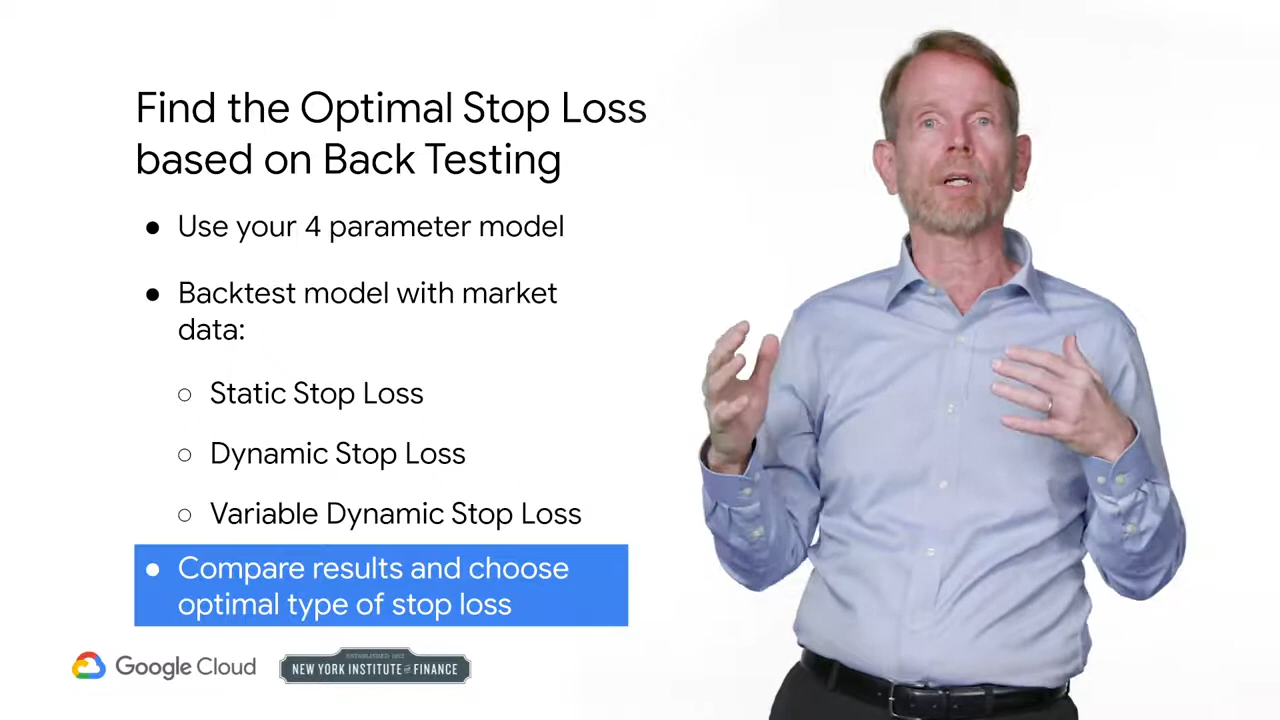 Find the Optimal Stop Loss
based on Back Testing
● Use your 4 parameter model
● Backtest model with market
data:
○ Static Stop Loss
○ Dynamic Stop Loss
○ Variable Dynamic Stop Loss
● Compare results and choose
optimal type of stop loss
Google Cloud
NEW YORK INSTITUTE OF FINANCE